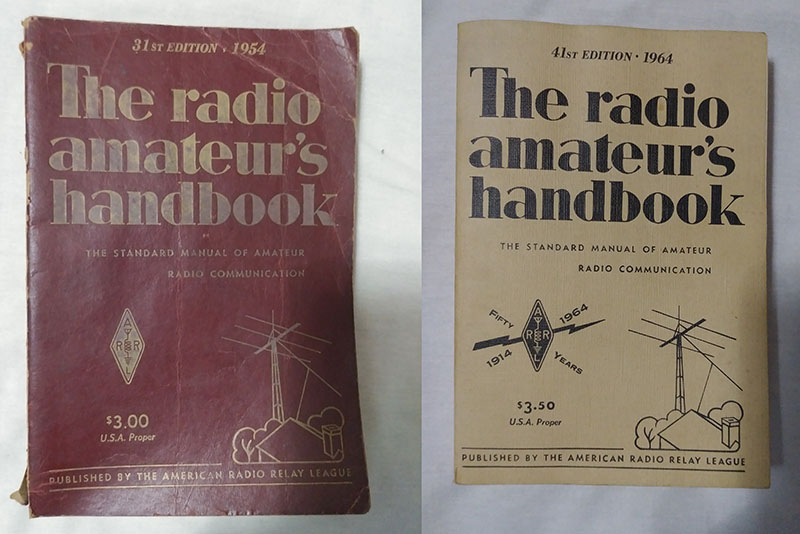 31ST EDITION · 1954
The radio
amateur's
handbook
THE STANDARD MANUAL OF AMATEUR
RADIO COMMUNICATION
A
R R
L
$3.00
U.S.A. Proper
PUBLISHED BY THE AMERICAN RADIO RELAY LEAGUE
41ST EDITION · 1964
The radio
amateur's
handbook
THE STANDARD MANUAL OF AMATEUR
RADIO COMMUNICATION
FIFTY 1964
A
R R
L
1914 YEARS
$3.50
U.S.A. Proper
PUBLISHED BY THE AMERICAN RADIO RELAY LEAGUE